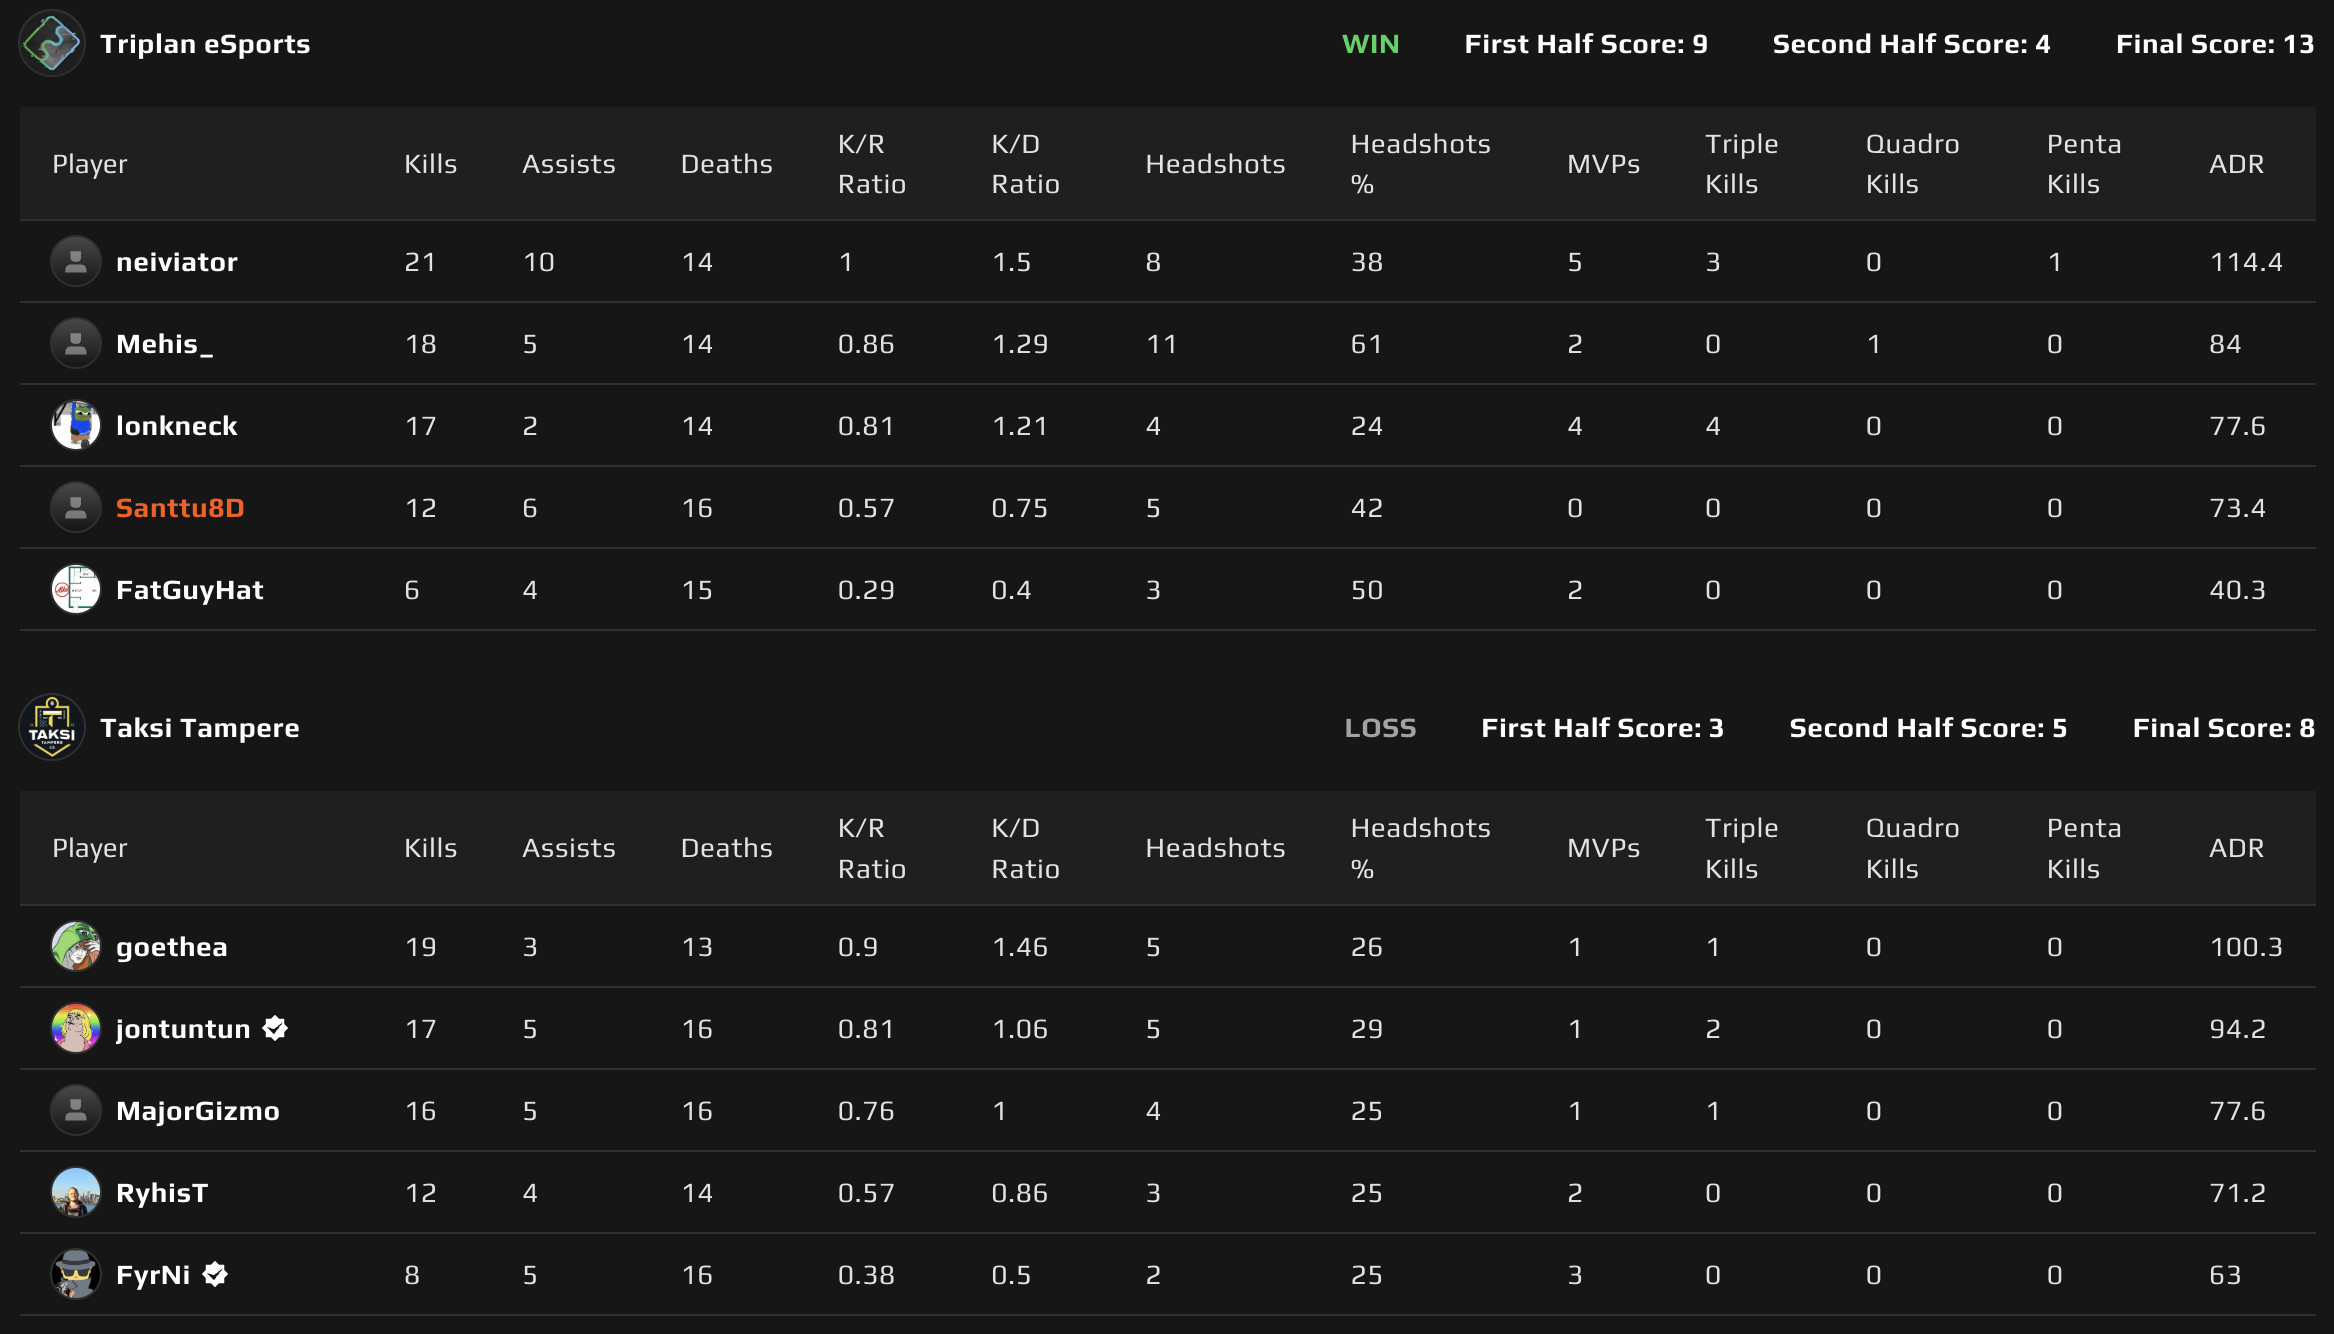 Triplan eSports WIN First Half Score: 9 Second Half Score: 4 Final Score: 13
Player Kills Assists Deaths K/R Ratio K/D Ratio Headshots Headshots % MVPs Triple Kills Quadro Kills Penta Kills ADR
neiviator 21 10 14 1 1.5 8 38 5 3 0 1 114.4
Mehis_ 18 5 14 0.86 1.29 11 61 2 0 1 0 84
lonkneck 17 2 14 0.81 1.21 4 24 4 4 0 0 77.6
Santtu8D 12 6 16 0.57 0.75 5 42 0 0 0 0 73.4
FatGuyHat 6 4 15 0.29 0.4 3 50 2 0 0 0 40.3
TAKSI
TAMPERE
Taksi Tampere LOSS First Half Score: 3 Second Half Score: 5 Final Score: 8
Player Kills Assists Deaths K/R Ratio K/D Ratio Headshots Headshots % MVPs Triple Kills Quadro Kills Penta Kills ADR
goethea 19 3 13 0.9 1.46 5 26 1 1 0 0 100.3
jontuntun 17 5 16 0.81 1.06 5 29 1 2 0 0 94.2
MajorGizmo 16 5 16 0.76 1 4 25 1 1 0 0 77.6
RyhisT 12 4 14 0.57 0.86 3 25 2 0 0 0 71.2
FyrNi 8 5 16 0.38 0.5 2 25 3 0 0 0 63